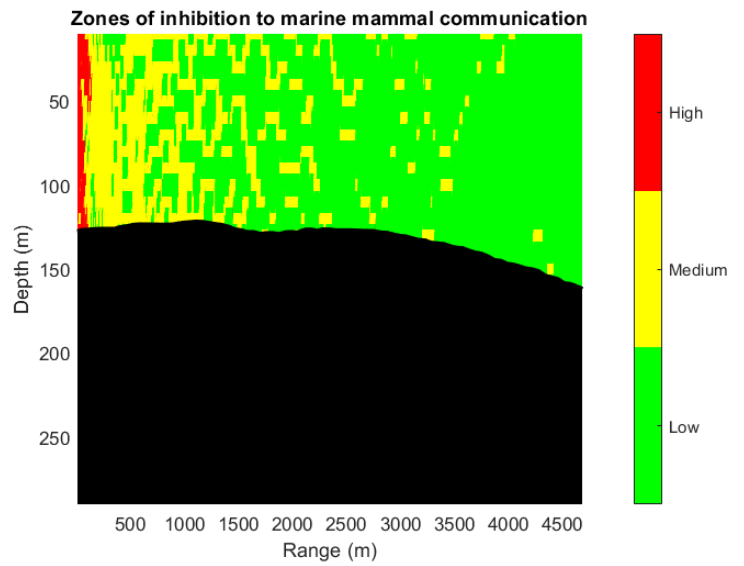 Zones of inhibition to marine mammal communication
50
100
150
200
250
Depth (m)
500 1000 1500 2000 2500 3000 3500 4000 4500
Range (m)
High
Medium
Low